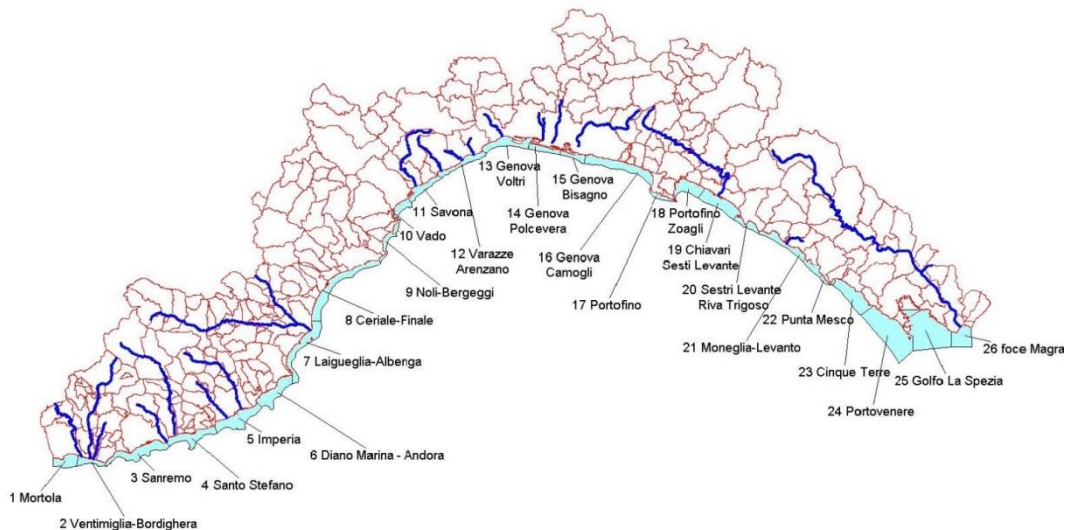 1 Mortola
2 Ventimiglia-Bordighera
3 Sanremo
4 Santo Stefano
5 Imperia
6 Diano Marina - Andora
7 Laigueglia-Albenga
8 Ceriale-Finale
9 Noli-Bergeggi
10 Vado
11 Savona
12 Varazze
Arenzano
13 Genova
Voltri
14 Genova
Polcevera
15 Genova
Bisagno
16 Genova
Camogli
17 Portofino
18 Portofino
Zoagli
19 Chiavari
Sesti Levante
20 Sestri Levante
Riva Trigoso
21 Moneglia-Levanto
22 Punta Mesco
23 Cinque Terre
24 Portovenere
25 Golfo La Spezia
26 foce Magra